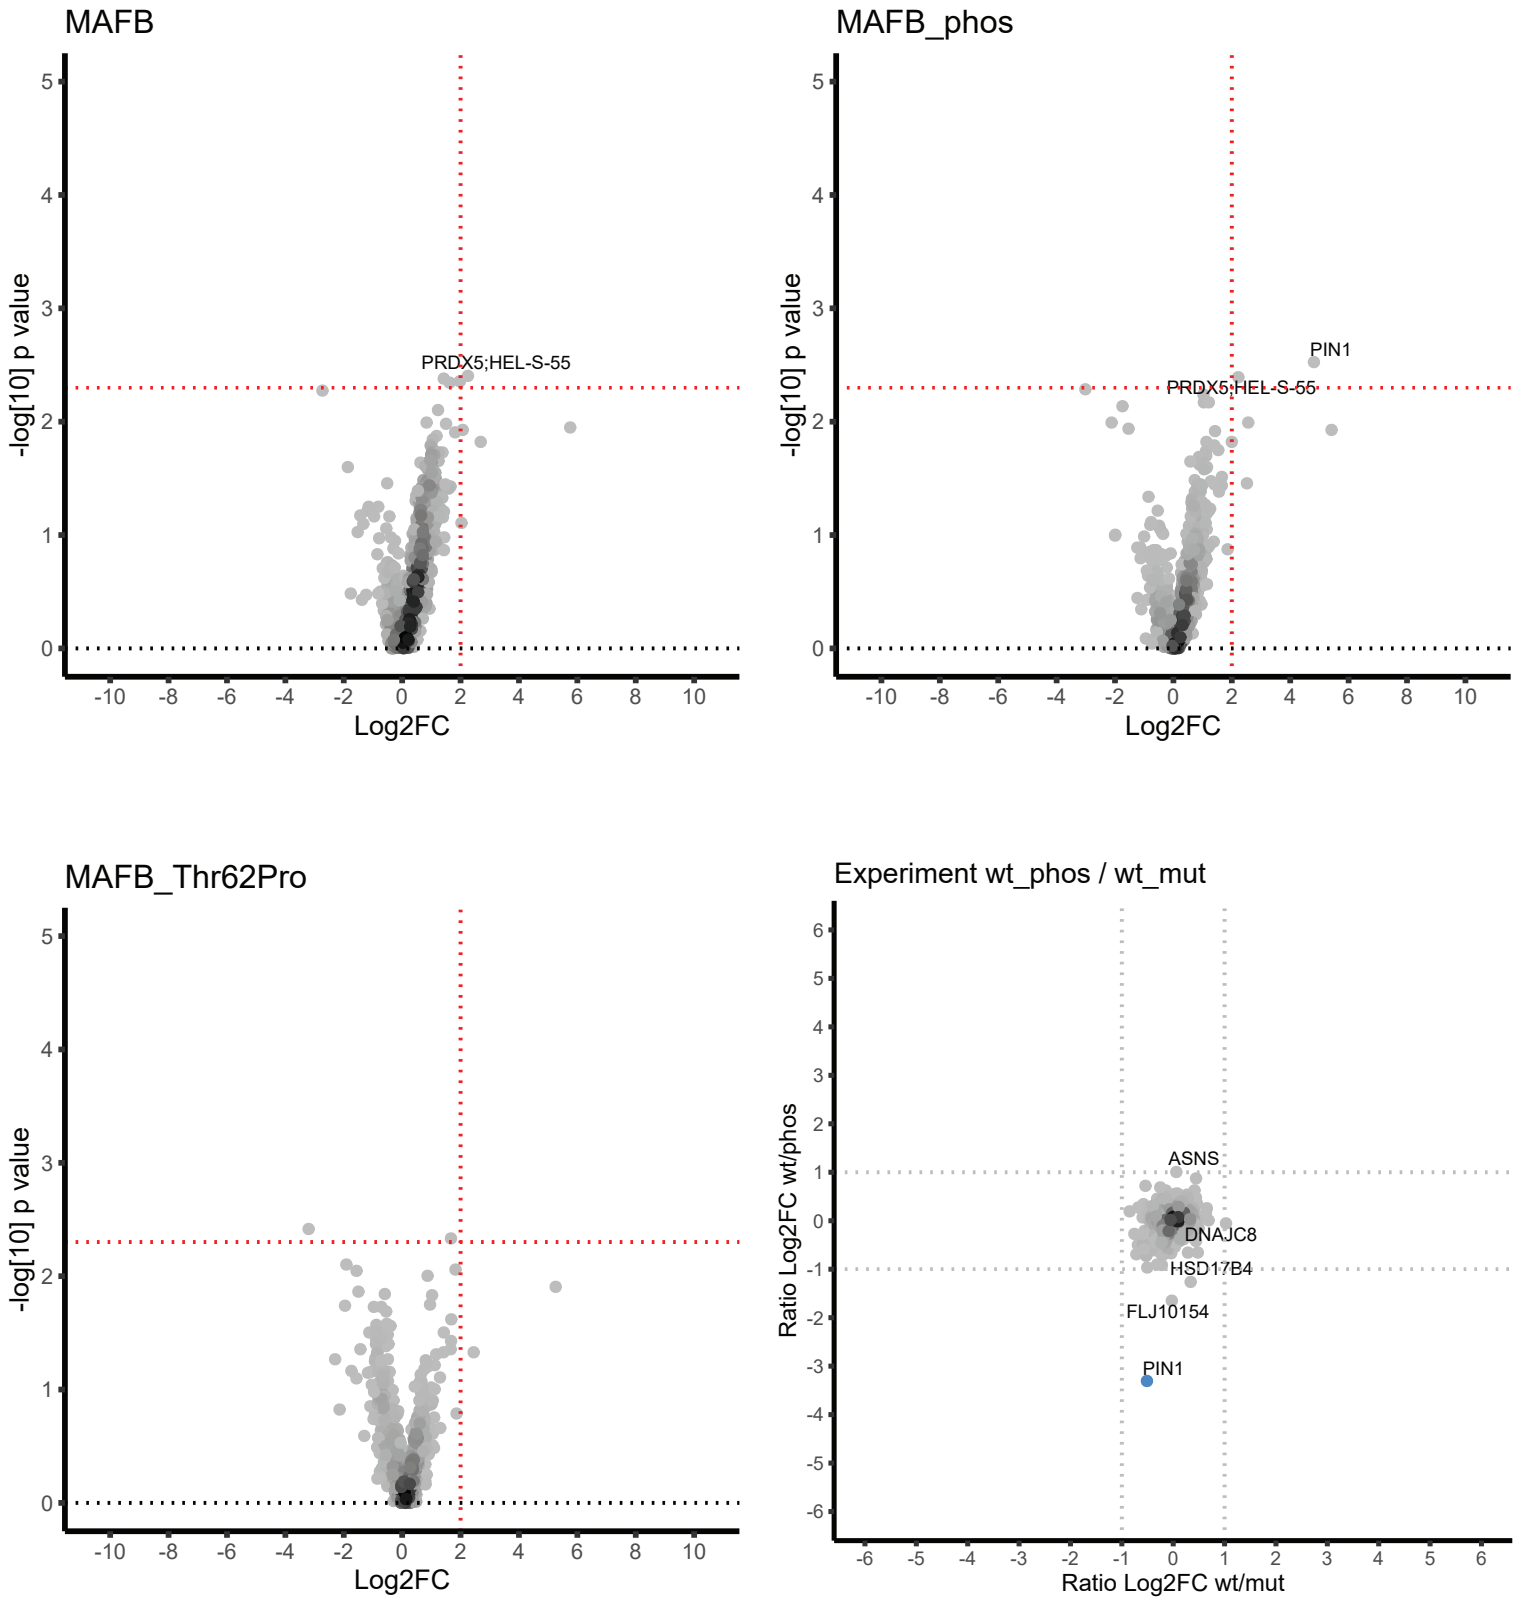 MAFB
5
4
3
2
1
0
-log[10] p value
PRDX5;HEL-S-55
-10 -8 -6 -4 -2 0 2 4 6 8 10
Log2FC
MAFB_phos
5
4
3
2
1
0
-log[10] p value
PIN1
PRDX5;HEL-S-55
-10 -8 -6 -4 -2 0 2 4 6 8 10
Log2FC
MAFB_Thr62Pro
5
4
3
2
1
0
-log[10] p value
-10 -8 -6 -4 -2 0 2 4 6 8 10
Log2FC
Experiment wt_phos / wt_mut
6
5
4
3
2
1
0
-1
-2
-3
-4
-5
-6
Ratio Log2FC wt/phos
ASNS
DNAJC8
HSD17B4
FLJ10154
PIN1
-6 -5 -4 -3 -2 -1 0 1 2 3 4 5 6
Ratio Log2FC wt/mut